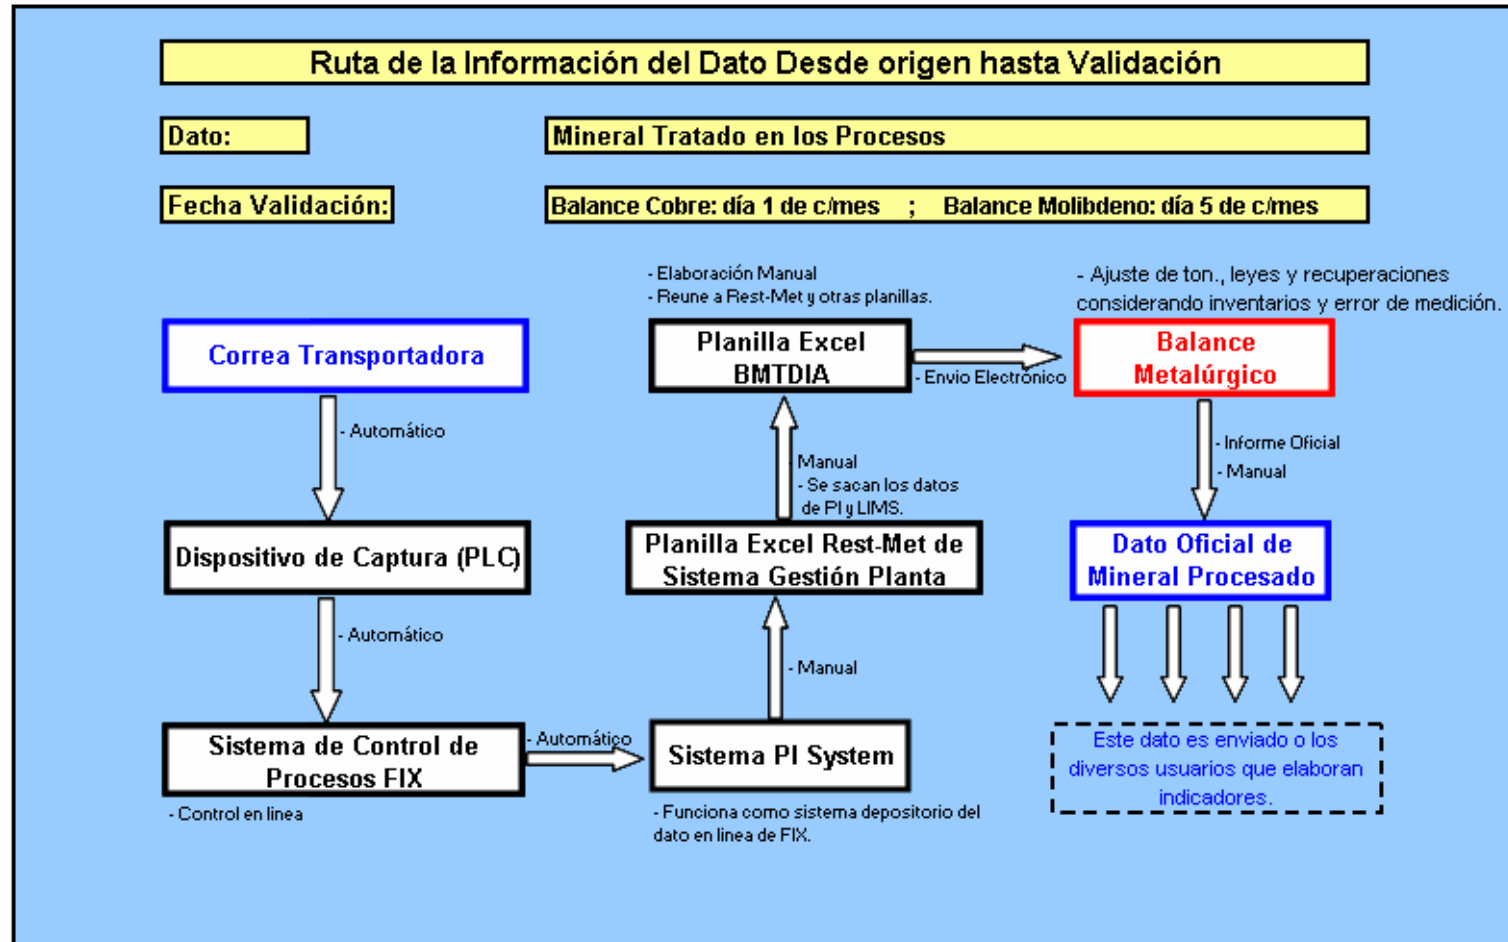 Ruta de la Información del Dato Desde origen hasta Validación
Dato:
Mineral Tratado en los Procesos
Fecha Validación:
Balance Cobre: día 1 de c/mes ; Balance Molibdeno: día 5 de c/mes
Correa Transportadora
- Automático
Dispositivo de Captura (PLC)
- Automático
Sistema de Control de
Procesos FIX
- Control en linea
- Automático
Sistema PI System
- Funciona como sistema depositorio del
dato en linea de FIX.
- Manual
Planilla Excel Rest-Met de
Sistema Gestión Planta
Manual
- Se sacan los datos
de PI y LIMS.
- Elaboración Manual
- Reune a Rest-Met y otras planillas.
Planilla Excel
BMTDIA
- Envio Electrónico
- Ajuste de ton., leyes y recuperaciones
considerando inventarios y error de medición.
Balance
Metalúrgico
- Informe Oficial
- Manual
Dato Oficial de
Mineral Procesado
Este dato es enviado o los
diversos usuarios que elaboran
indicadores.